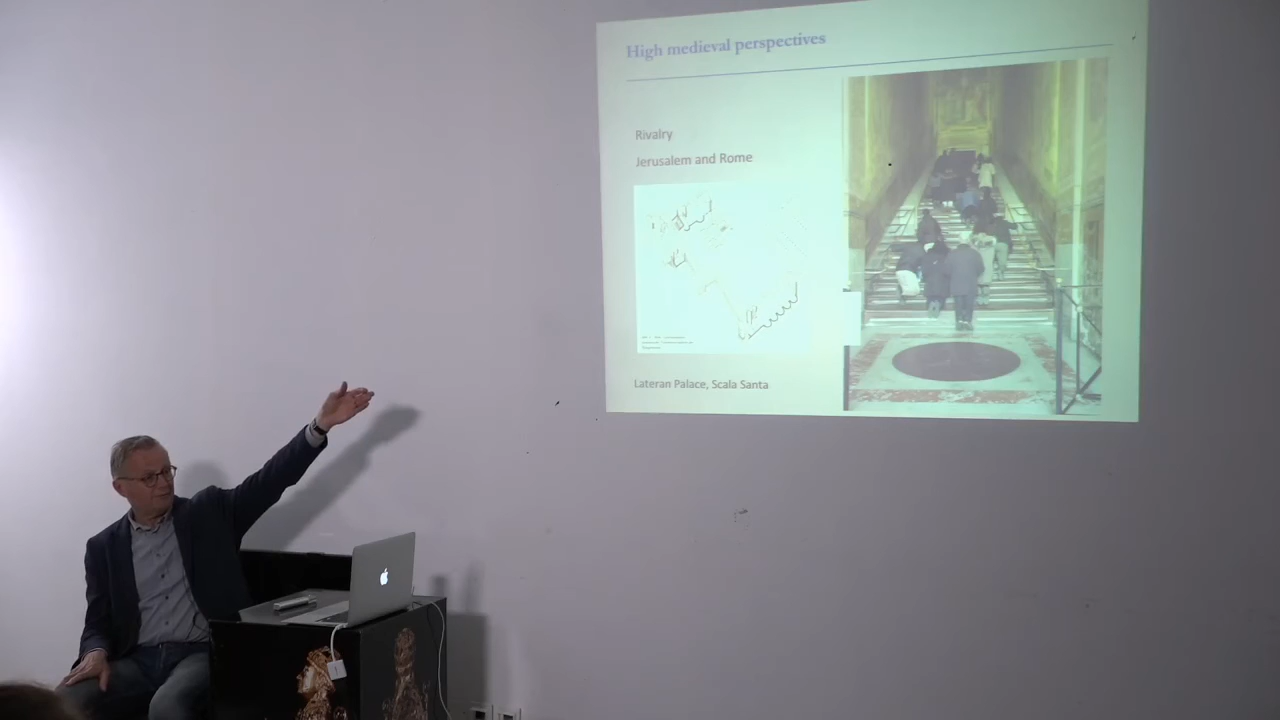 High medieval perspectives
Rivalry
Jerusalem and Rome
Lateran Palace, Scala Santa